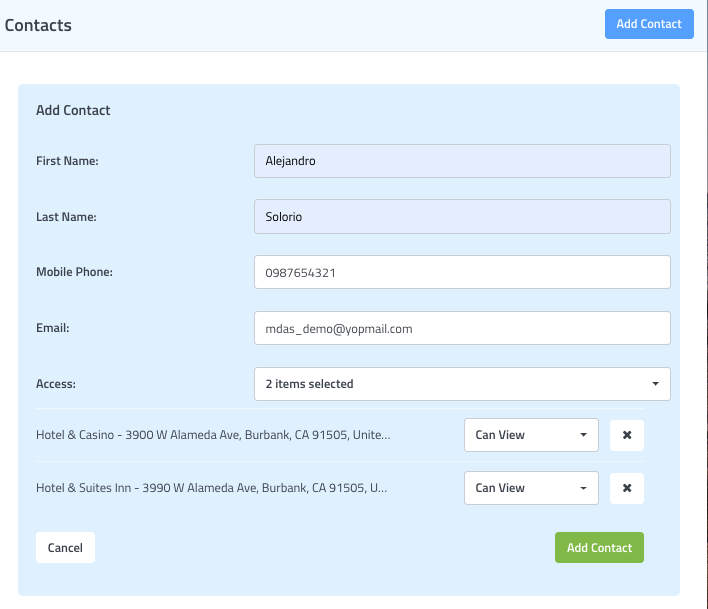 Contacts
Add Contact
Add Contact
First Name:
Alejandro
Last Name:
Solorio
Mobile Phone:
0987654321
Email:
mdas_demo@yopmail.com
Access:
2 items selected
Hotel & Casino - 3900 W Alameda Ave, Burbank, CA 91505, Unite...
Can View
Hotel & Suites Inn - 3990 W Alameda Ave, Burbank, CA 91505, U...
Can View
Cancel
Add Contact